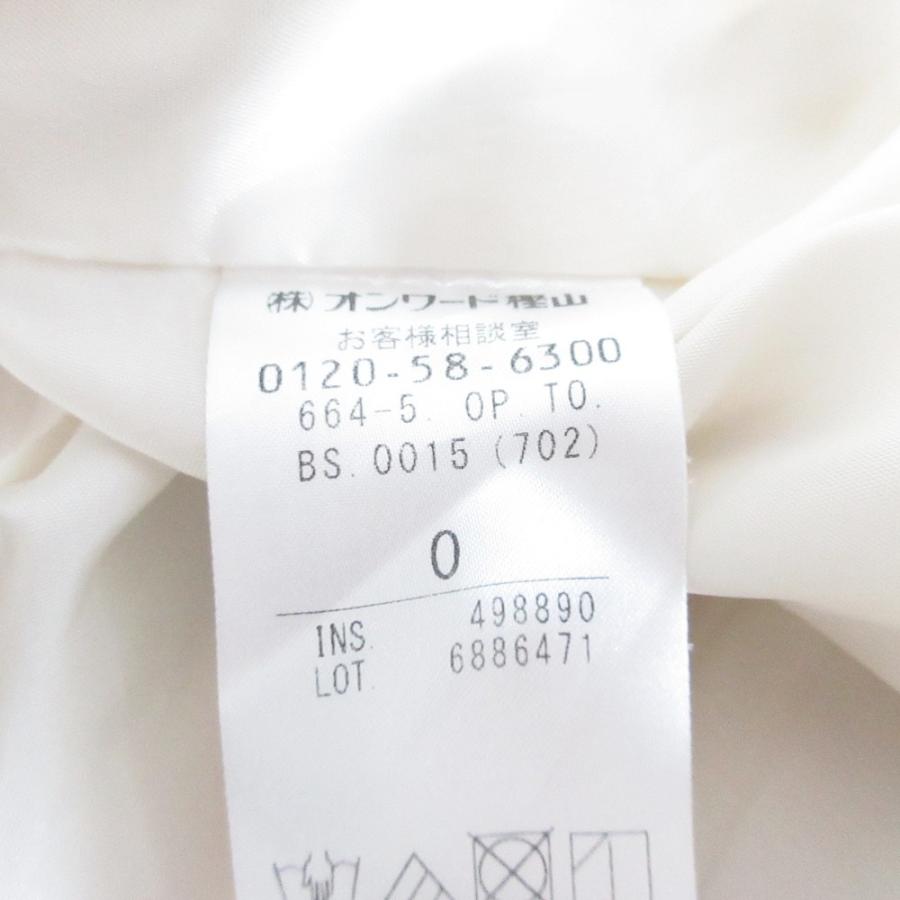 (株)オンワード樫山
お客様相談室
0120-58-6300
664-5. OP. TO.
BS. 0015 (702)
0
INS. 498890
LOT. 6886471